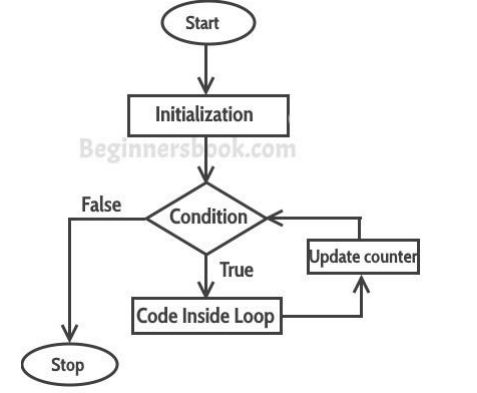 Start
Initialization
Beginnersbook.com
False
Condition
True
Update counter
Code Inside Loop
Stop